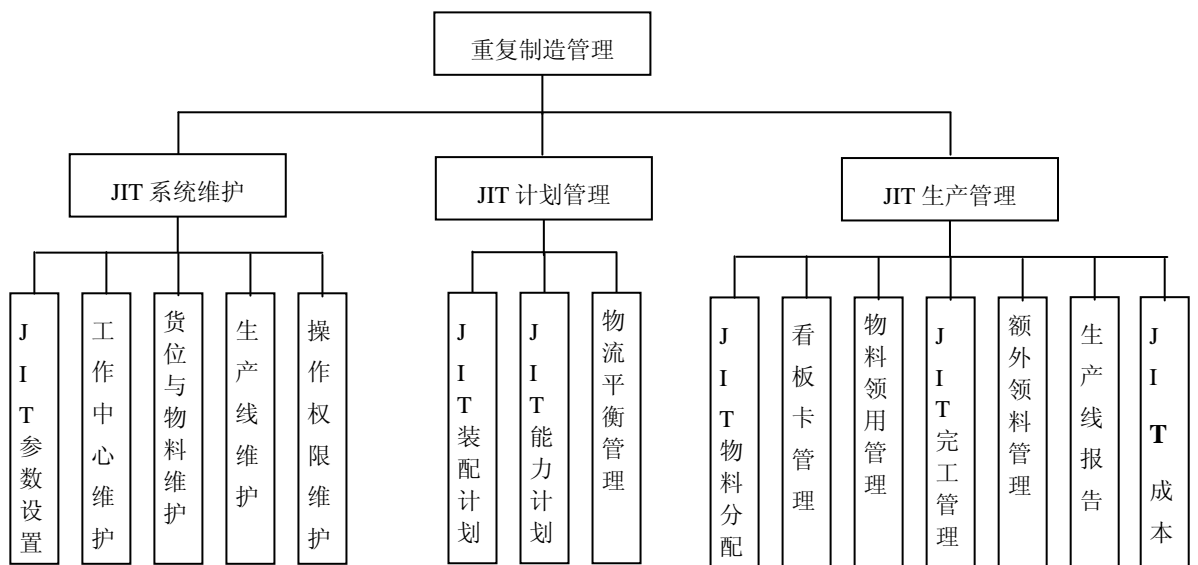 重复制造管理
JIT 系统维护
JIT 计划管理
JIT 生产管理
JIT参数设置
工作中心维护
货位与物料维护
生产线维护
操作权限维护
JIT装配计划
JIT能力计划
物流平衡管理
JIT物料分配
看板卡管理
物料领用管理
JIT完工管理
额外领料管理
生产线报告
JIT成本